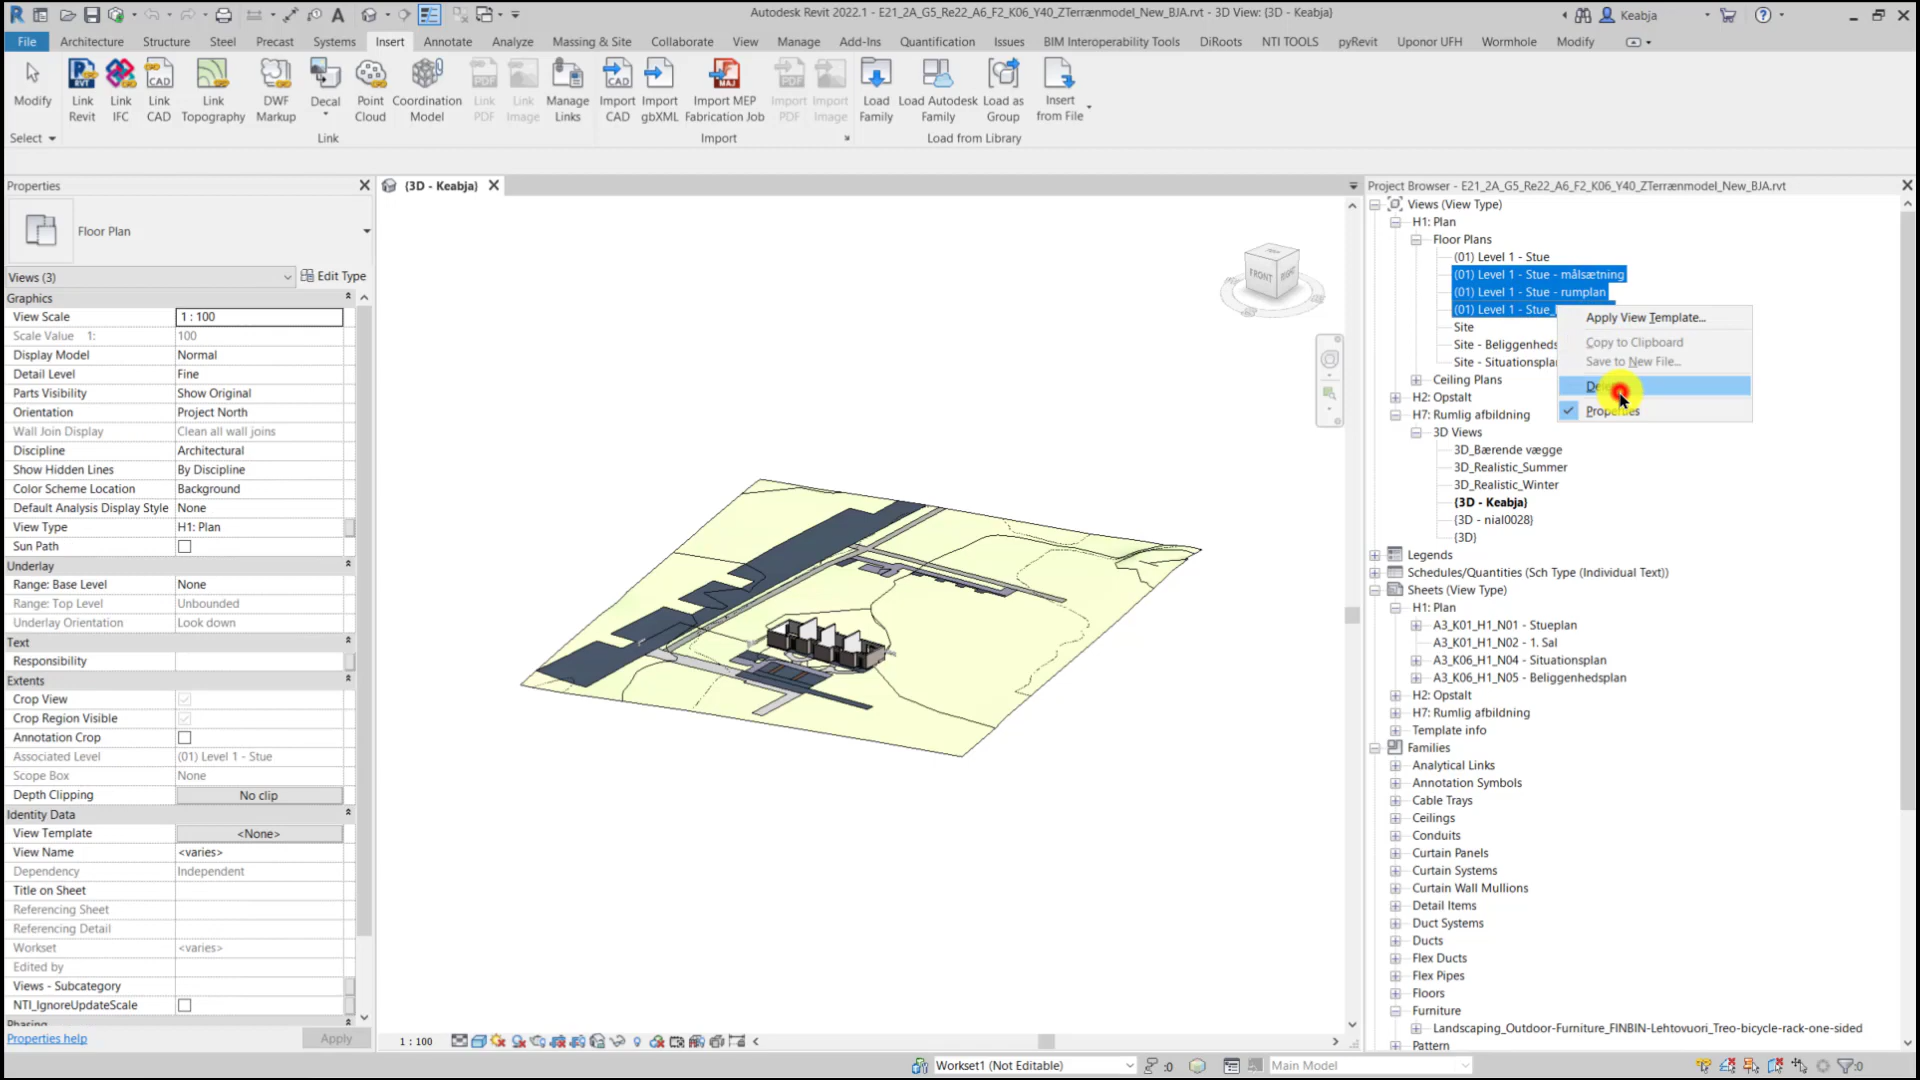 Autodesk Revit 2022.1 - E21_2A_G5_Re22_A6_F2_K06_Y40_ZTerrænmodel_New_BJA.rvt - 3D View: {3D - Keabja}
Keabja
File Architecture Structure Steel Precast Systems Insert Annotate Analyze Massing & Site Collaborate View Manage Add-Ins Quantification Issues BIM Interoperability Tools DiRoots NTI TOOLS pyRevit Uponor UFH Wormhole Modify
Modify
Link Revit
Link IFC
Link CAD
Link Topography
DWF Markup
Decal
Point Cloud
Coordination Model
Link PDF
Link Image
Manage Links
Import CAD
Import gbXML
Import MEP Fabrication Job
Import PDF
Import Image
Load Family
Load Autodesk Family
Load as Group
Insert from File
Select
Link
Import
Load from Library
Properties
Floor Plan
Views (3)
Edit Type
Graphics
View Scale 1 : 100
Scale Value 1: 100
Display Model Normal
Detail Level Fine
Parts Visibility Show Original
Orientation Project North
Wall Join Display Clean all wall joins
Discipline Architectural
Show Hidden Lines By Discipline
Color Scheme Location Background
Default Analysis Display Style None
View Type H1: Plan
Sun Path
Underlay
Range: Base Level None
Range: Top Level Unbounded
Underlay Orientation Look down
Text
Responsibility
Extents
Crop View
Crop Region Visible
Annotation Crop
Associated Level (01) Level 1 - Stue
Scope Box None
Depth Clipping No clip
Identity Data
View Template <None>
View Name <varies>
Dependency Independent
Title on Sheet
Referencing Sheet
Referencing Detail
Workset <varies>
Edited by
Views - Subcategory
NTI_IgnoreUpdateScale
Phasing
Properties help
Apply
{3D - Keabja}
FRONT
RIGHT
1 : 100
Project Browser - E21_2A_G5_Re22_A6_F2_K06_Y40_ZTerrænmodel_New_BJA.rvt
Views (View Type)
H1: Plan
Floor Plans
(01) Level 1 - Stue
(01) Level 1 - Stue - målsætning
(01) Level 1 - Stue - rumplan
(01) Level 1 - Stue_
Site
Site - Beliggenheds
Site - Situationsplan
Ceiling Plans
H2: Opstalt
H7: Rumlig afbildning
3D Views
3D_Bærende vægge
3D_Realistic_Summer
3D_Realistic_Winter
{3D - Keabja}
{3D - nial0028}
{3D}
Legends
Schedules/Quantities (Sch Type (Individual Text))
Sheets (View Type)
H1: Plan
A3_K01_H1_N01 - Stueplan
A3_K01_H1_N02 - 1. Sal
A3_K06_H1_N04 - Situationsplan
A3_K06_H1_N05 - Beliggenhedsplan
H2: Opstalt
H7: Rumlig afbildning
Template info
Families
Analytical Links
Annotation Symbols
Cable Trays
Ceilings
Conduits
Curtain Panels
Curtain Systems
Curtain Wall Mullions
Detail Items
Duct Systems
Ducts
Flex Ducts
Flex Pipes
Floors
Furniture
Landscaping_Outdoor-Furniture_FINBIN-Lehtovuori_Treo-bicycle-rack-one-sided
Pattern
Apply View Template...
Copy to Clipboard
Save to New File...
Properties
Workset1 (Not Editable)
:0
Main Model
:0